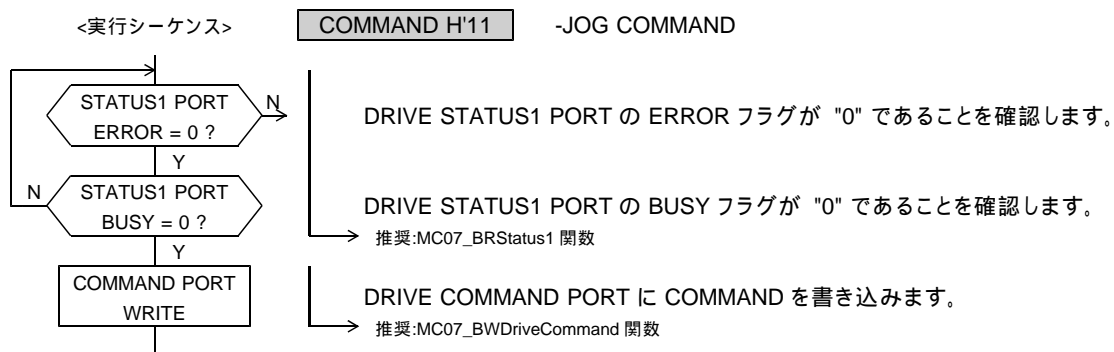 <実行シーケンス>
COMMAND H'11
-JOG COMMAND
STATUS1 PORT
ERROR = 0 ?
N
DRIVE STATUS1 PORT の ERROR フラグが "0" であることを確認します。
Y
N
STATUS1 PORT
BUSY = 0 ?
DRIVE STATUS1 PORT の BUSY フラグが "0" であることを確認します。
推奨:MC07_BRStatus1 関数
Y
COMMAND PORT
WRITE
DRIVE COMMAND PORT に COMMAND を書き込みます。
推奨:MC07_BWDriveCommand 関数